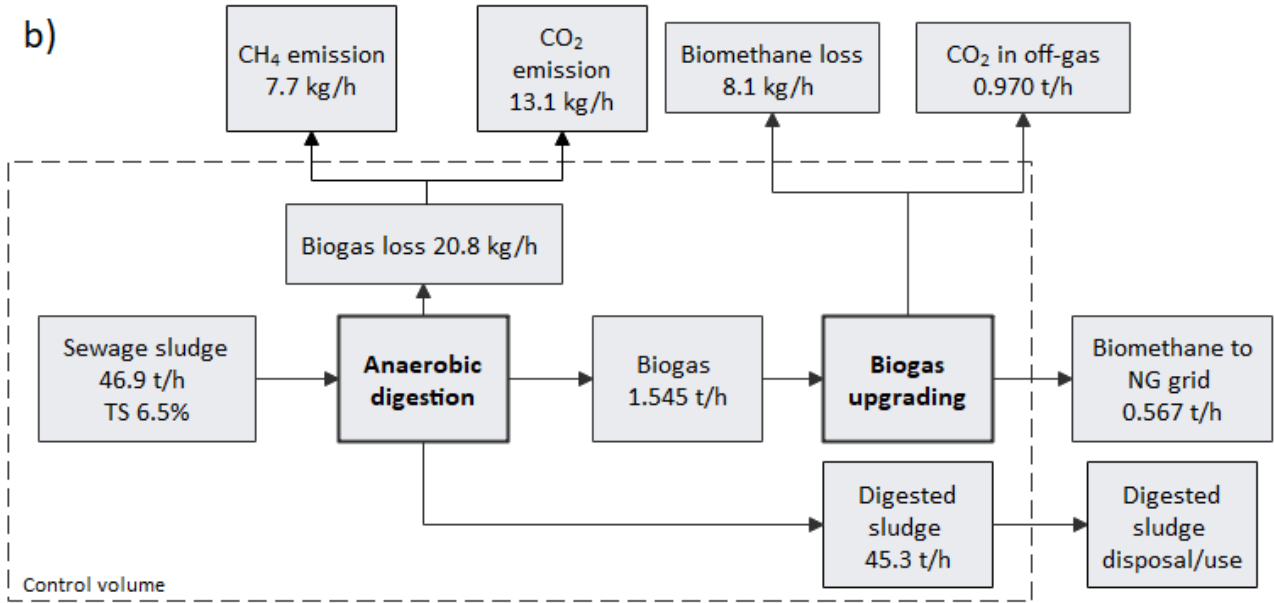 b)
CH₄ emission
7.7 kg/h
CO₂
emission
13.1 kg/h
Biomethane loss
8.1 kg/h
CO₂ in off-gas
0.970 t/h
Biogas loss 20.8 kg/h
Sewage sludge
46.9 t/h
TS 6.5%
Anaerobic
digestion
Biogas
1.545 t/h
Biogas
upgrading
Biomethane to
NG grid
0.567 t/h
Digested
sludge
45.3 t/h
Digested
sludge
disposal/use
Control volume